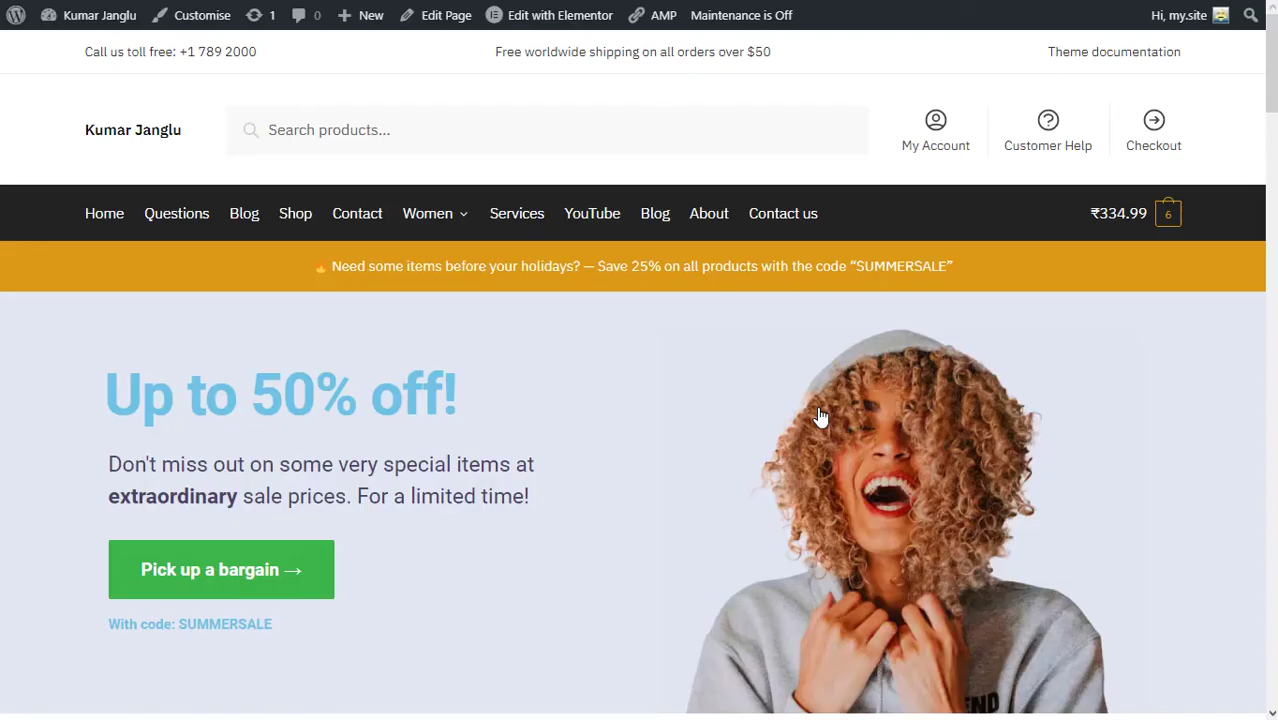 Kumar Janglu Customise 1 0 New Edit Page Edit with Elementor AMP Maintenance is Off Hi, my.site
Call us toll free: +1 789 2000 Free worldwide shipping on all orders over $50 Theme documentation
Kumar Janglu Search products... My Account Customer Help Checkout
Home Questions Blog Shop Contact Women Services YouTube Blog About Contact us ₹334.99 6
🔥 Need some items before your holidays? — Save 25% on all products with the code “SUMMERSALE”
Up to 50% off!
Don't miss out on some very special items at
extraordinary sale prices. For a limited time!
Pick up a bargain →
With code: SUMMERSALE